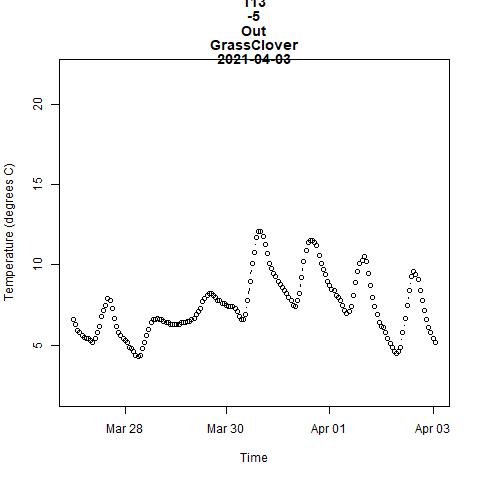 T13
-5
Out
GrassClover
2021-04-03
20
15
10
5
Temperature (degrees C)
Mar 28 Mar 30 Apr 01 Apr 03
Time